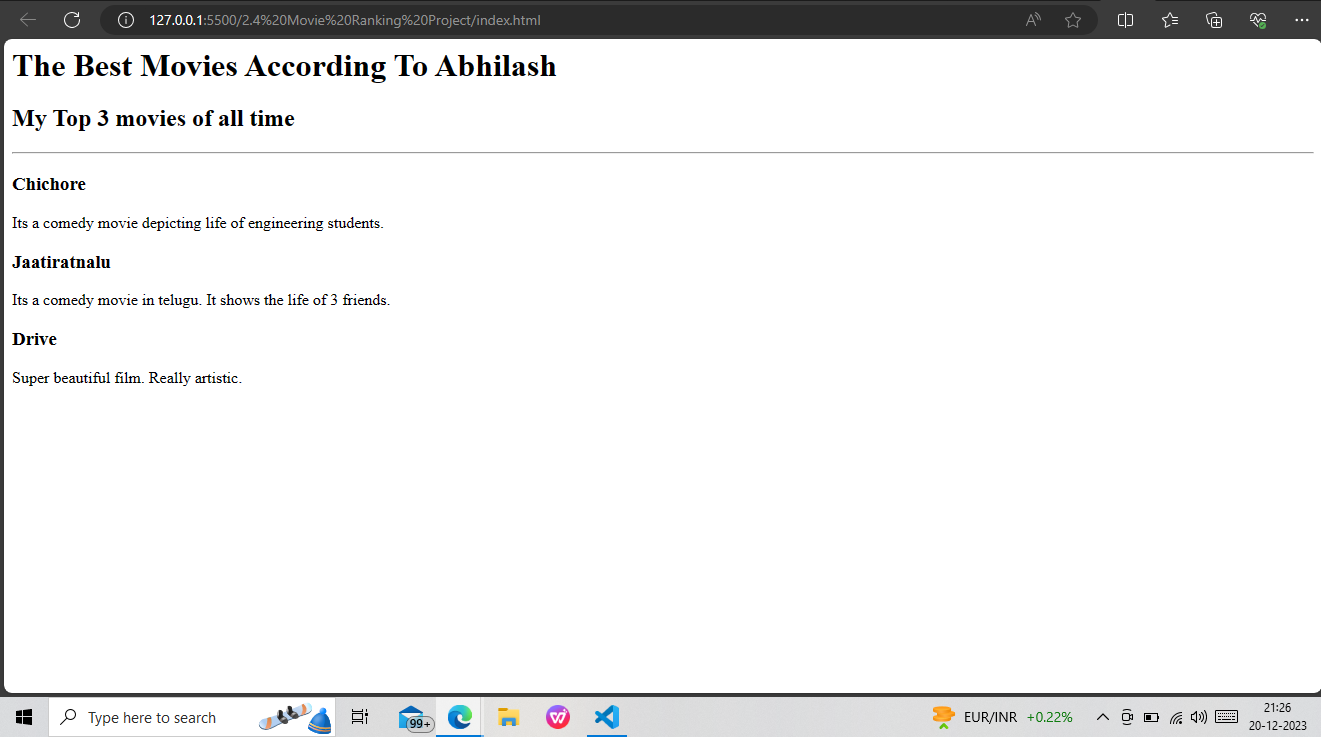 127.0.0.1:5500/2.4%20Movie%20Ranking%20Project/index.html
The Best Movies According To Abhilash
My Top 3 movies of all time
Chichore
Its a comedy movie depicting life of engineering students.
Jaatiratnalu
Its a comedy movie in telugu. It shows the life of 3 friends.
Drive
Super beautiful film. Really artistic.
Type here to search
99+
EUR/INR +0.22%
21:26
20-12-2023